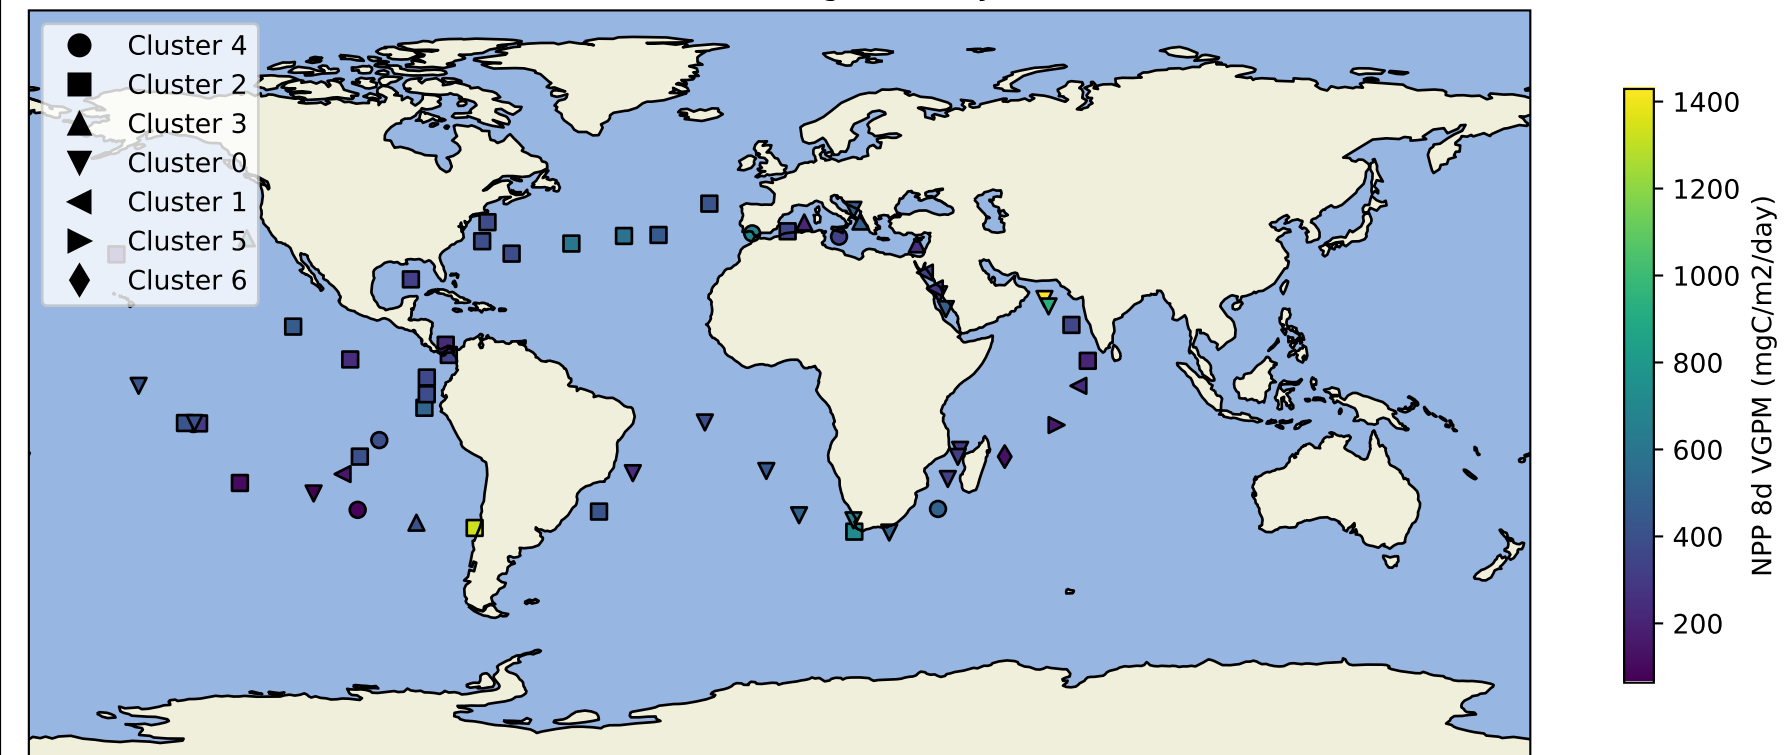 Cluster 4
Cluster 2
Cluster 3
Cluster 0
Cluster 1
Cluster 5
Cluster 6
1400
1200
1000
800
600
400
200
NPP 8d VGPM (mgC/m2/day)